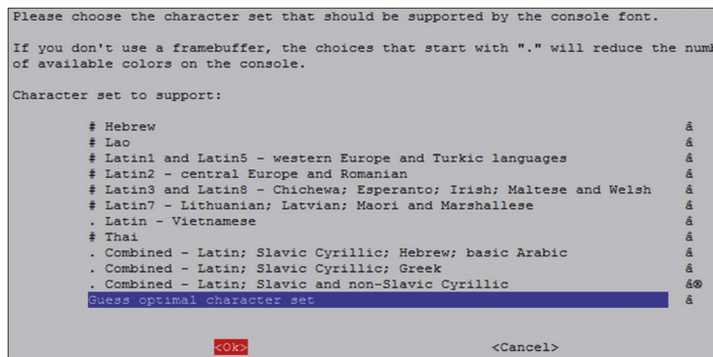 Please choose the character set that should be supported by the console font.
If you don't use a framebuffer, the choices that start with "." will reduce the numb
of available colors on the console.
Character set to support:
# Hebrew â
# Lao â
# Latin1 and Latin5 - western Europe and Turkic languages â
# Latin2 - central Europe and Romanian â
# Latin3 and Latin8 - Chichewa; Esperanto; Irish; Maltese and Welsh â
# Latin7 - Lithuanian; Latvian; Maori and Marshallese â
. Latin - Vietnamese â
# Thai â
. Combined - Latin; Slavic Cyrillic; Hebrew; basic Arabic â
. Combined - Latin; Slavic Cyrillic; Greek â
. Combined - Latin; Slavic and non-Slavic Cyrillic â®
Guess optimal character set â
<Ok> <Cancel>